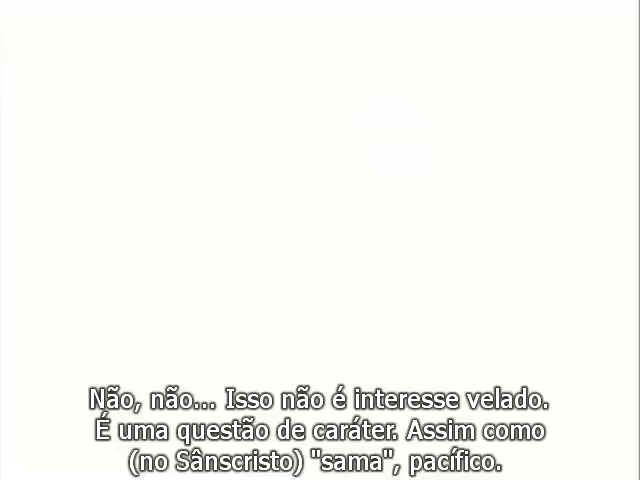 Não, não... Isso não é interesse velado.
É uma questão de caráter. Assim como
(no Sânscristo) "sama", pacífico.